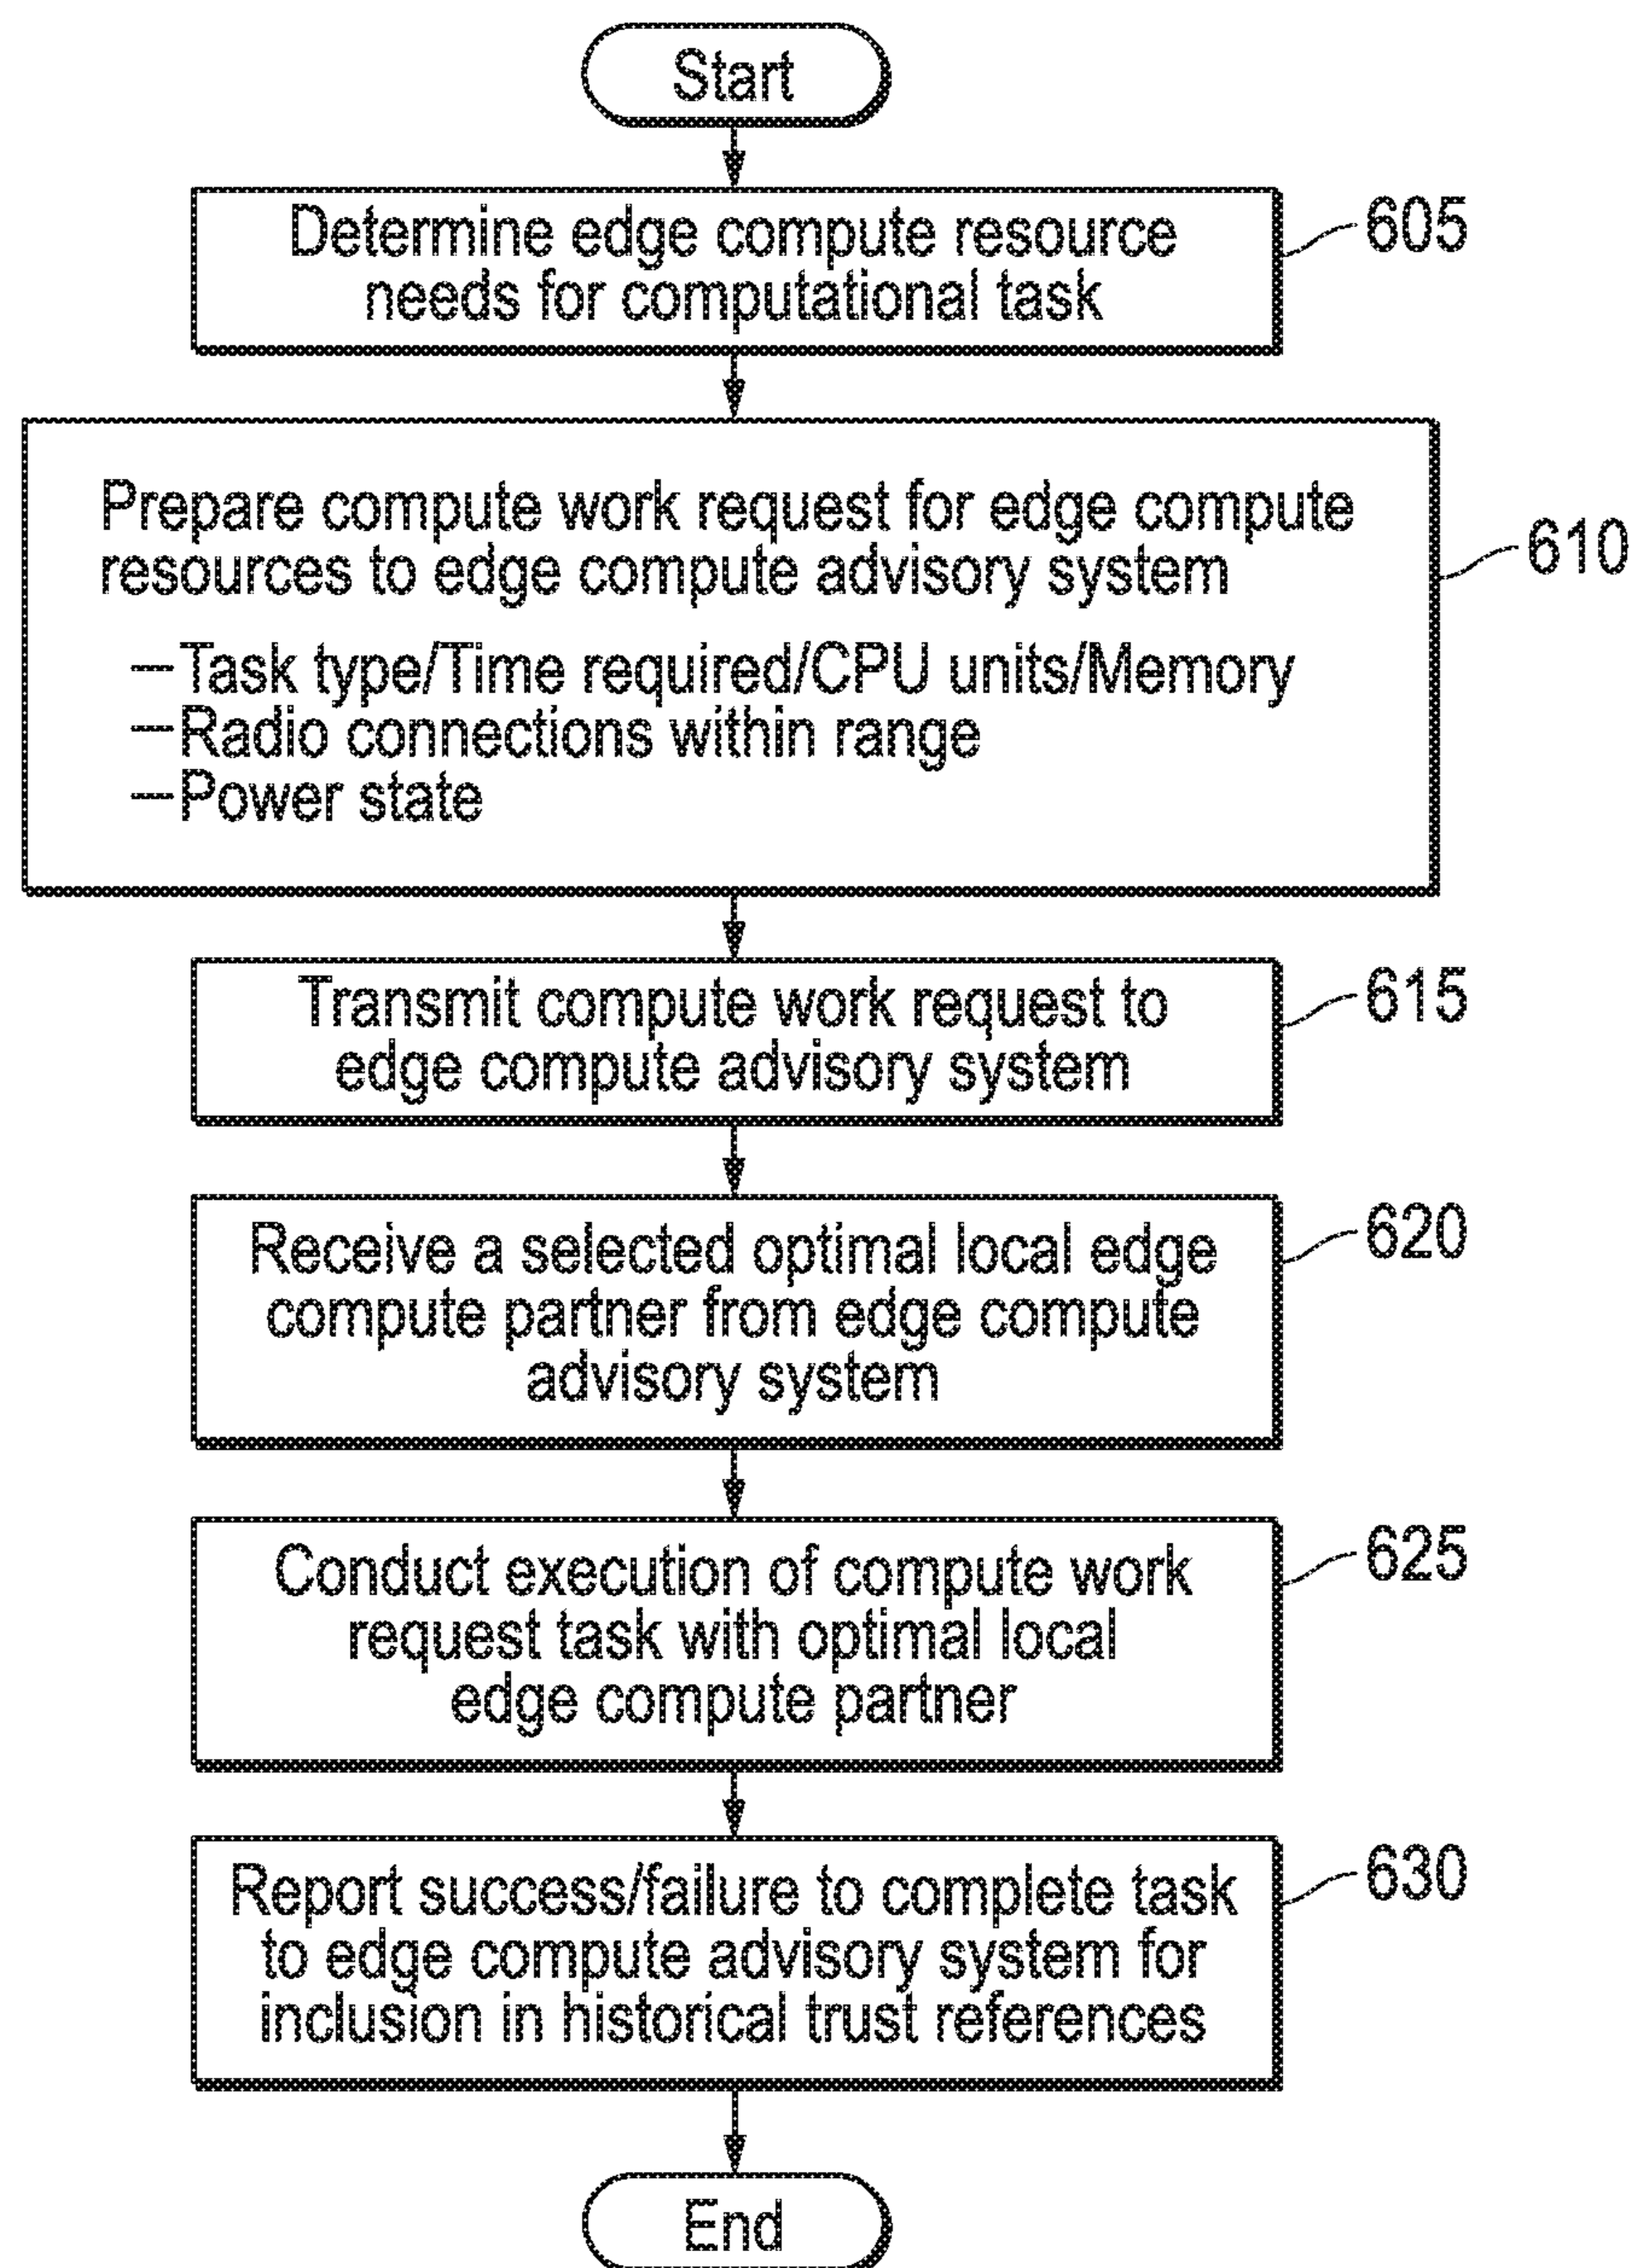 Start
Determine edge compute resource
needs for computational task
605
Prepare compute work request for edge compute
resources to edge compute advisory system
–Task type/Time required/CPU units/Memory
–Radio connections within range
–Power state
610
Transmit compute work request to
edge compute advisory system
615
Receive a selected optimal local edge
compute partner from edge compute
advisory system
620
Conduct execution of compute work
request task with optimal local
edge compute partner
625
Report success/failure to complete task
to edge compute advisory system for
inclusion in historical trust references
630
End